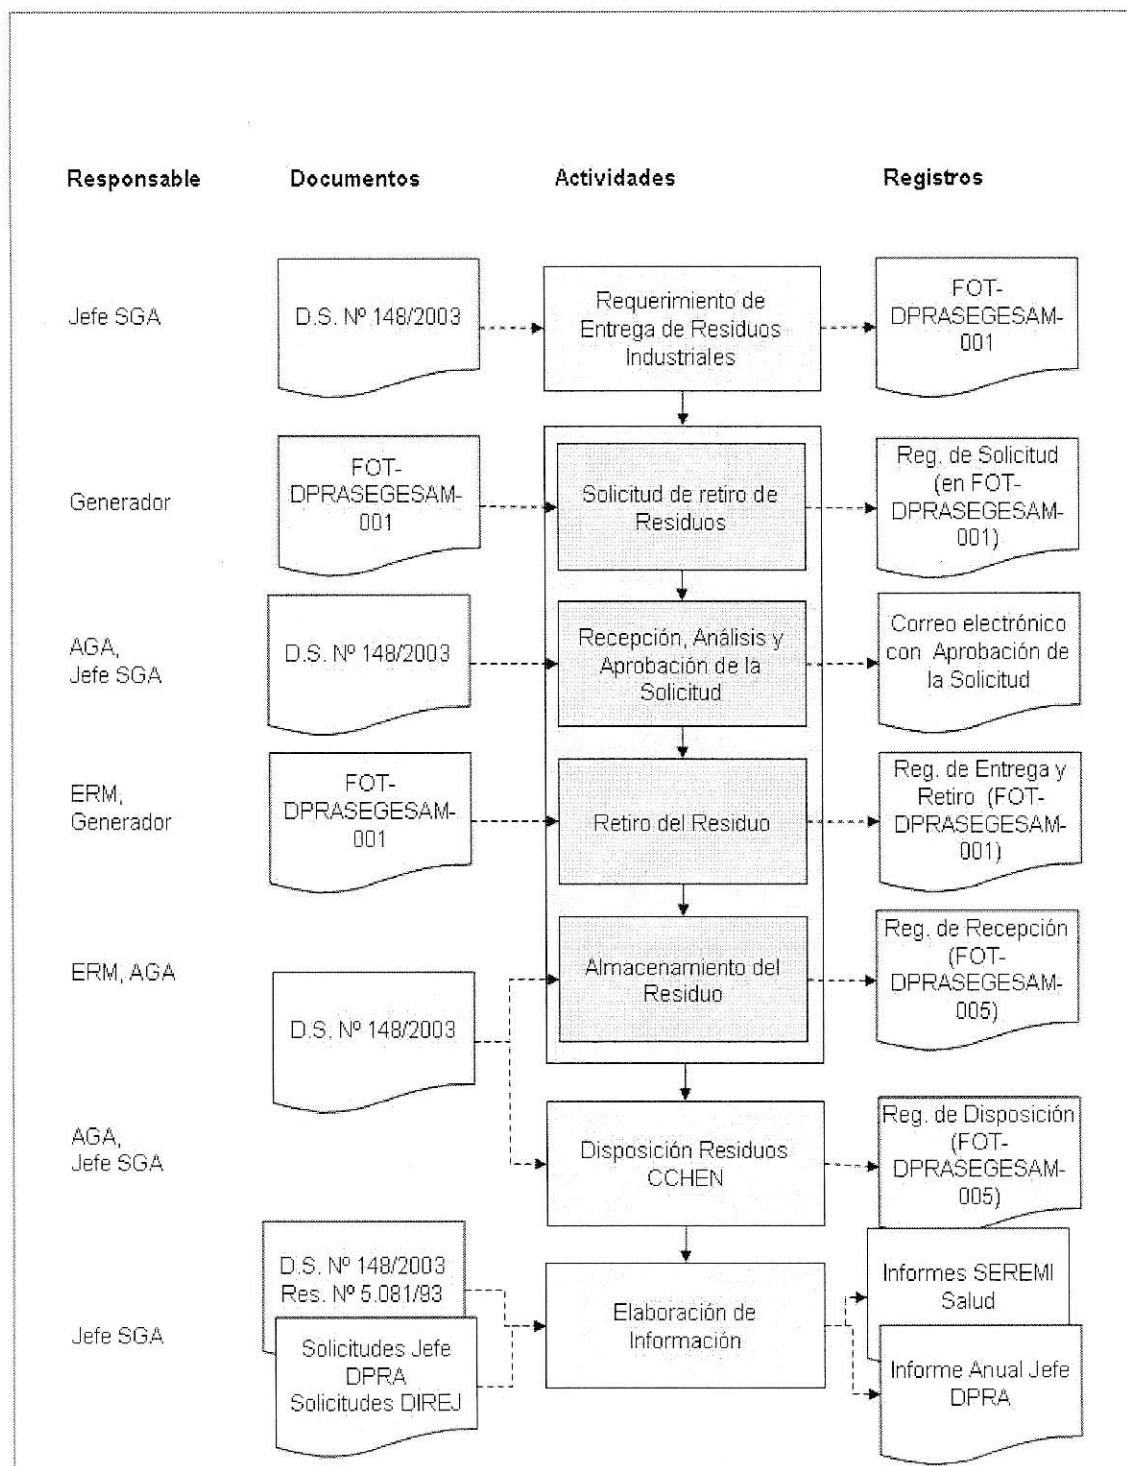 Responsable Documentos Actividades Registros
Jefe SGA
D.S. Nº 148/2003
Requerimiento de
Entrega de Residuos
Industriales
FOT-
DPRASEGESAM-
001
Generador
FOT-
DPRASEGESAM-
001
Solicitud de retiro de
Residuos
Reg. de Solicitud
(en FOT-
DPRASEGESAM-
001)
AGA,
Jefe SGA
D.S. Nº 148/2003
Recepción, Análisis y
Aprobación de la
Solicitud
Correo electrónico
con Aprobación de
la Solicitud
ERM,
Generador
FOT-
DPRASEGESAM-
001
Retiro del Residuo
Reg. de Entrega y
Retiro (FOT-
DPRASEGESAM-
001)
ERM, AGA
D.S. Nº 148/2003
Almacenamiento del
Residuo
Reg. de Recepción
(FOT-
DPRASEGESAM-
005)
AGA,
Jefe SGA
Disposición Residuos
CCHEN
Reg. de Disposición
(FOT-
DPRASEGESAM-
005)
Jefe SGA
D.S. Nº 148/2003
Res. Nº 5.081/93
Solicitudes Jefe
DPRA
Solicitudes DIREJ
Elaboración de
Información
Informes SEREMI
Salud
Informe Anual Jefe
DPRA